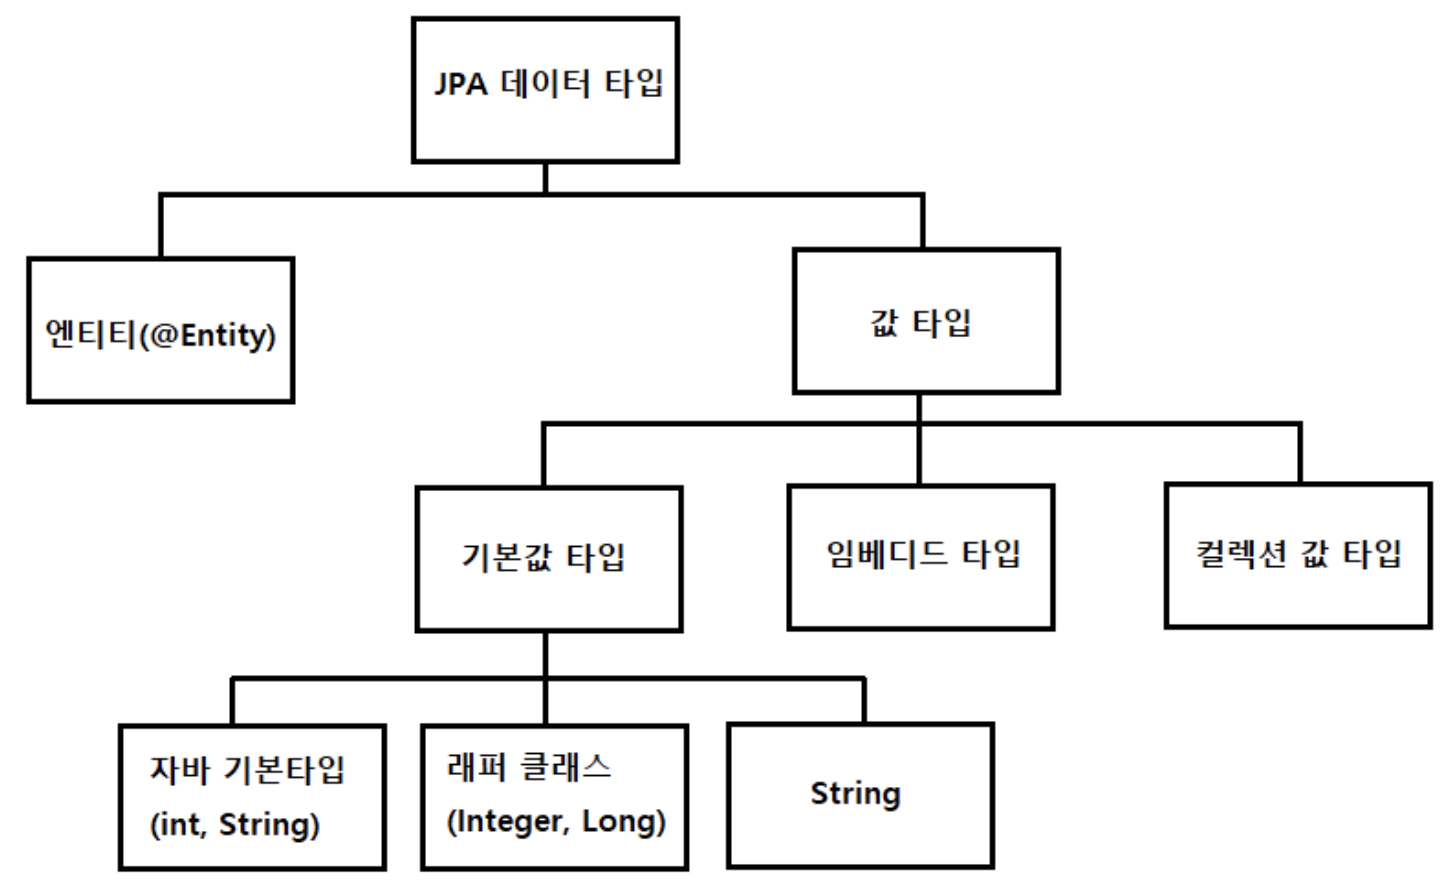 JPA 데이터 타입
엔티티(@Entity)
값 타입
기본값 타입
임베디드 타입
컬렉션 값 타입
자바 기본타입
(int, String)
래퍼 클래스
(Integer, Long)
String